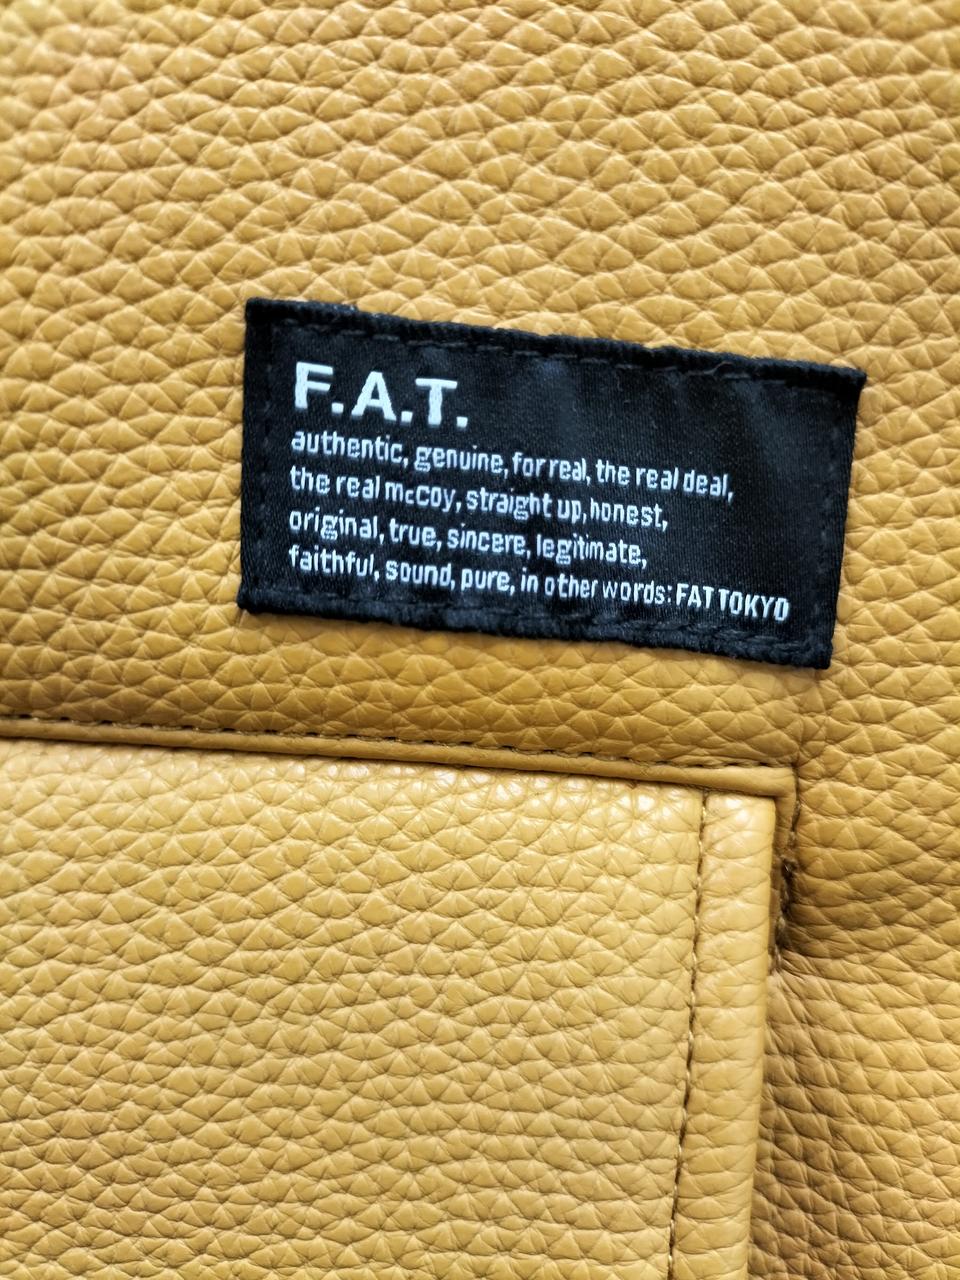 F.A.T.
authentic, genuine, for real, the real deal,
the real mcCoy, straight up, honest,
original, true, sincere, legitimate,
faithful, sound, pure, in other words: FAT TOKYO